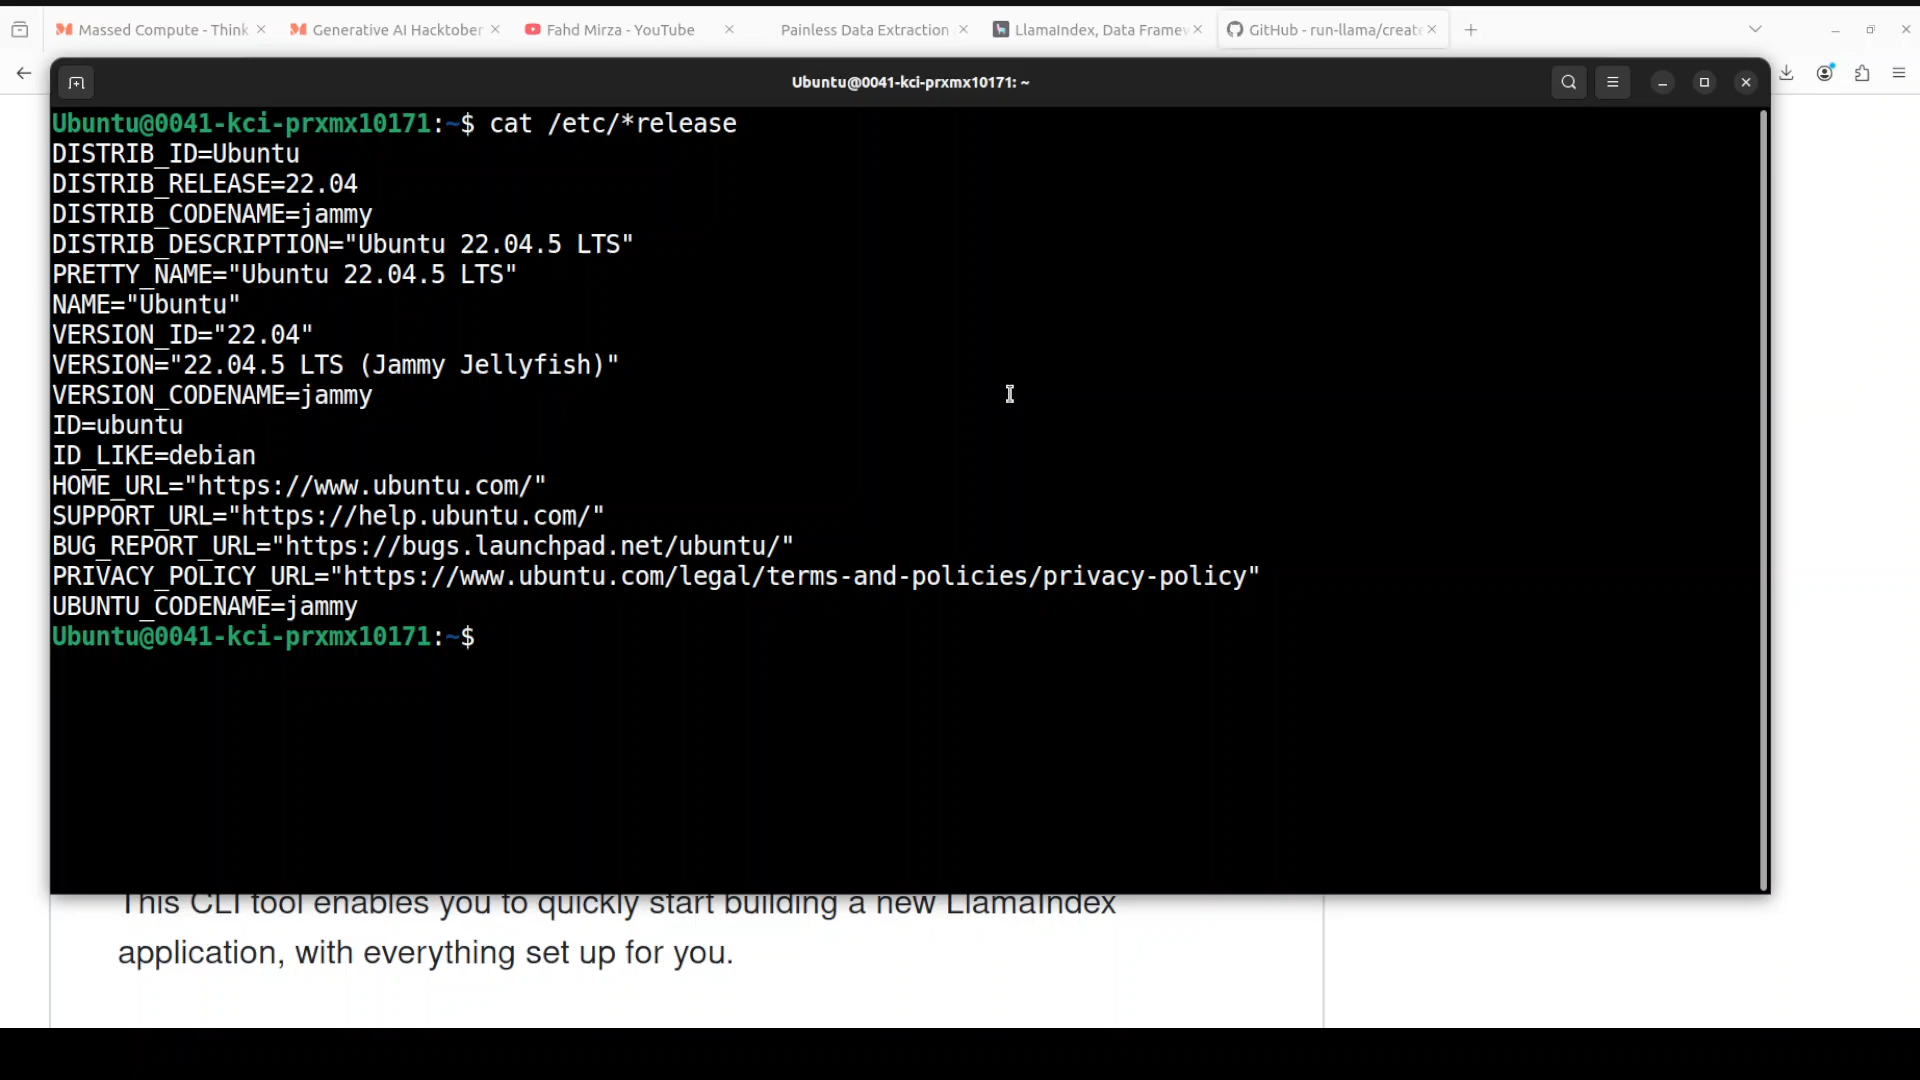 Massed Compute - Think
Generative AI Hacktober
Fahd Mirza - YouTube
Painless Data Extraction
LlamaIndex, Data Framew
GitHub - run-llama/create
Ubuntu@0041-kci-prxmx10171: ~
Ubuntu@0041-kci-prxmx10171:~$ cat /etc/*release
DISTRIB_ID=Ubuntu
DISTRIB_RELEASE=22.04
DISTRIB_CODENAME=jammy
DISTRIB_DESCRIPTION="Ubuntu 22.04.5 LTS"
PRETTY_NAME="Ubuntu 22.04.5 LTS"
NAME="Ubuntu"
VERSION_ID="22.04"
VERSION="22.04.5 LTS (Jammy Jellyfish)"
VERSION_CODENAME=jammy
ID=ubuntu
ID_LIKE=debian
HOME_URL="https://www.ubuntu.com/"
SUPPORT_URL="https://help.ubuntu.com/"
BUG_REPORT_URL="https://bugs.launchpad.net/ubuntu/"
PRIVACY_POLICY_URL="https://www.ubuntu.com/legal/terms-and-policies/privacy-policy"
UBUNTU_CODENAME=jammy
Ubuntu@0041-kci-prxmx10171:~$
This CLI tool enables you to quickly start building a new LlamaIndex
application, with everything set up for you.